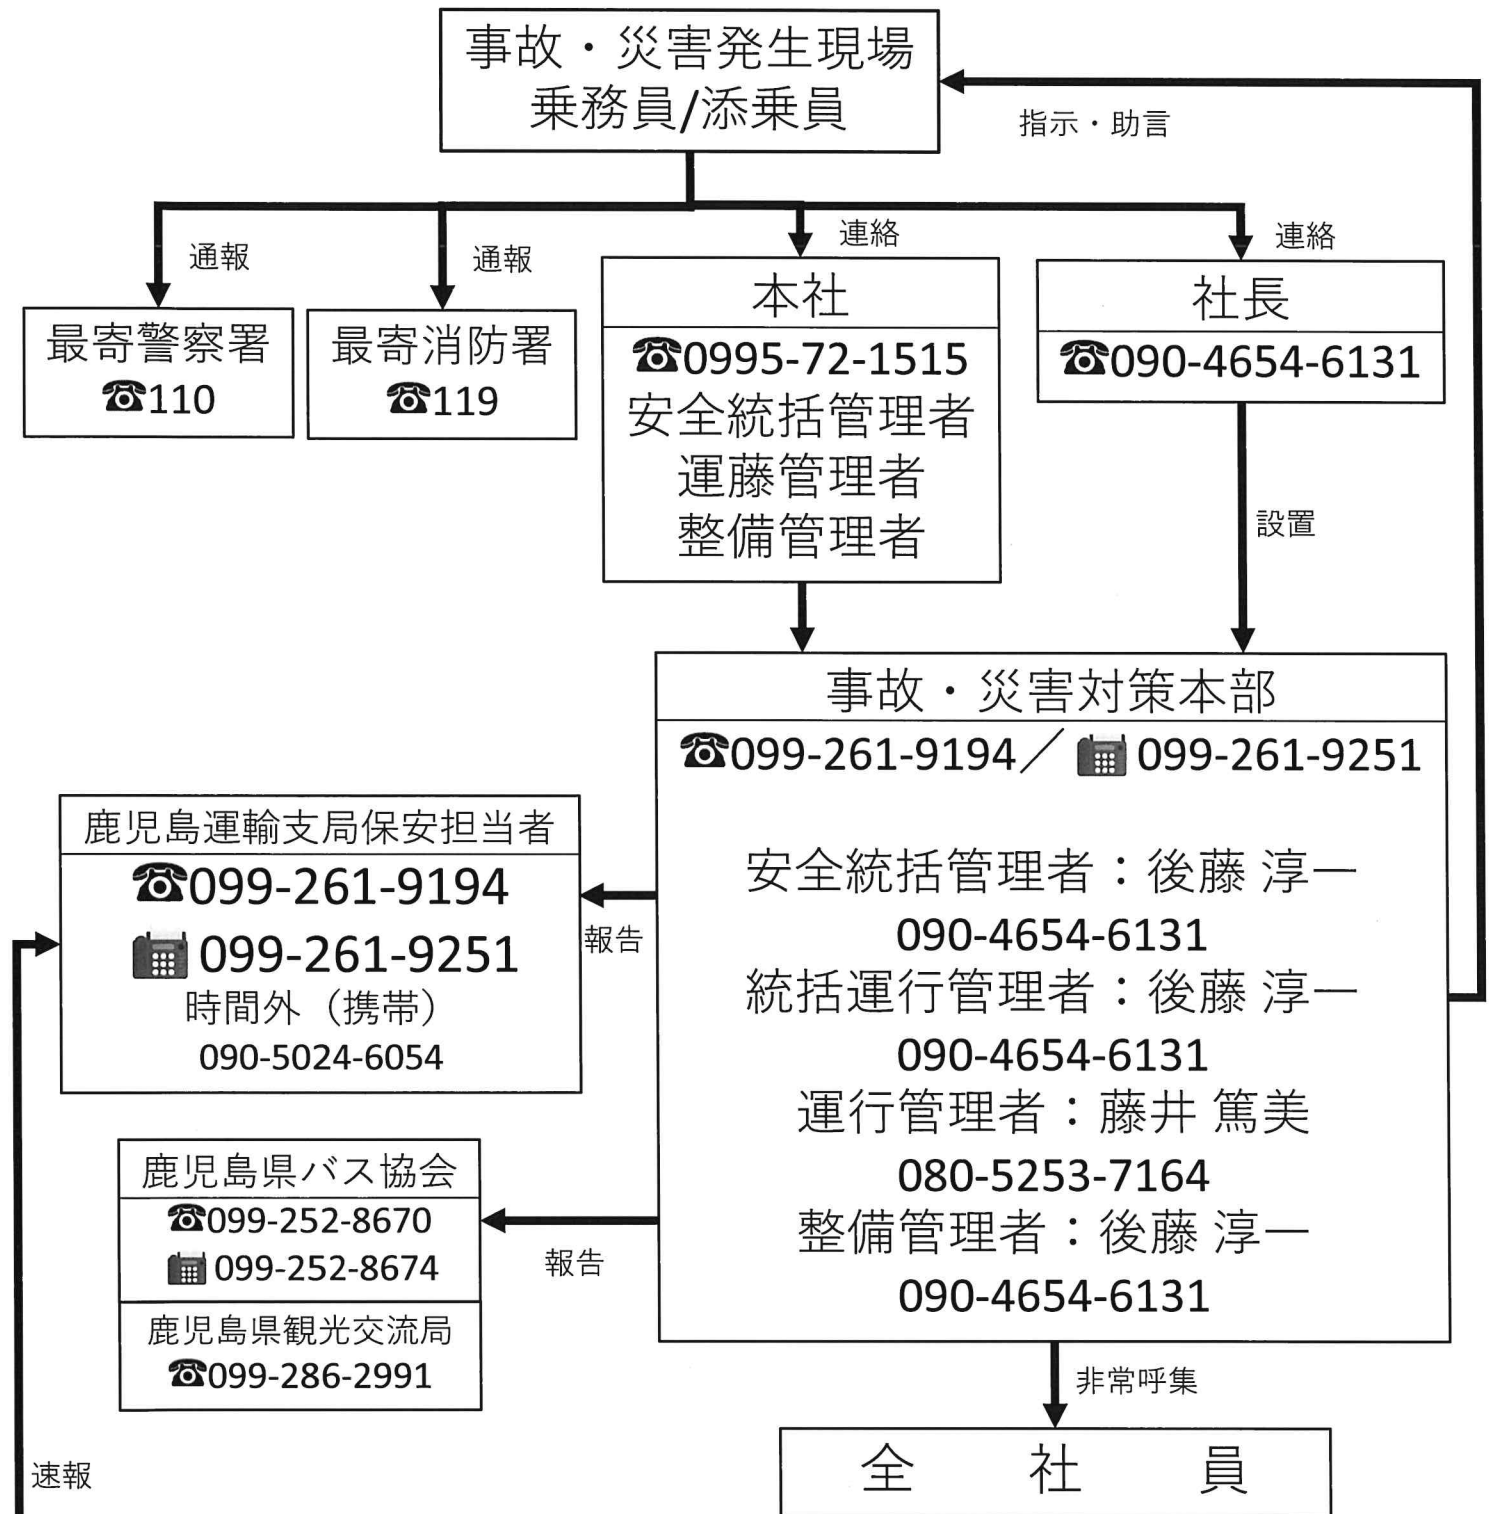 事故・災害発生現場
乗務員/添乗員
指示・助言
通報
通報
連絡
連絡
最寄警察署
☎110
最寄消防署
☎119
本社
☎0995-72-1515
安全統括管理者
運藤管理者
整備管理者
社長
☎090-4654-6131
設置
事故・災害対策本部
☎099-261-9194／📠099-261-9251
安全統括管理者：後藤 淳一
090-4654-6131
統括運行管理者：後藤 淳一
090-4654-6131
運行管理者：藤井 篤美
080-5253-7164
整備管理者：後藤 淳一
090-4654-6131
報告
鹿児島運輸支局保安担当者
☎099-261-9194
📠099-261-9251
時間外（携帯）
090-5024-6054
報告
鹿児島県バス協会
☎099-252-8670
📠099-252-8674
鹿児島県観光交流局
☎099-286-2991
非常呼集
全 社 員
速報